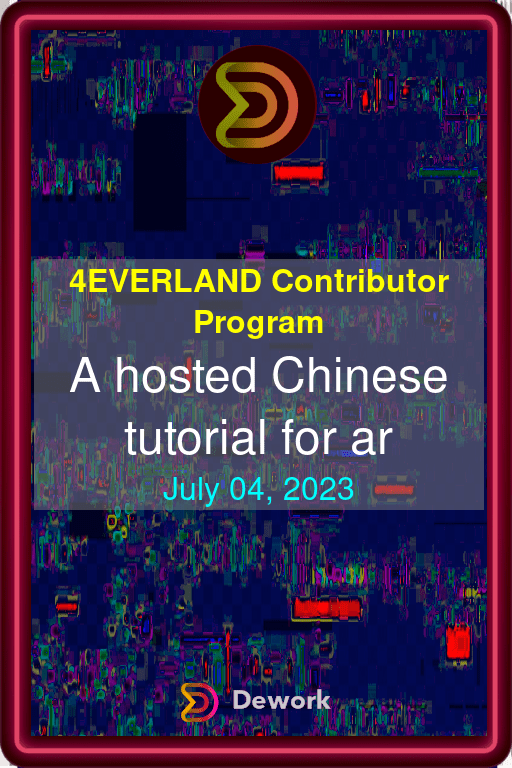 4EVERLAND Contributor
Program
A hosted Chinese
tutorial for ar
July 04, 2023
Dework